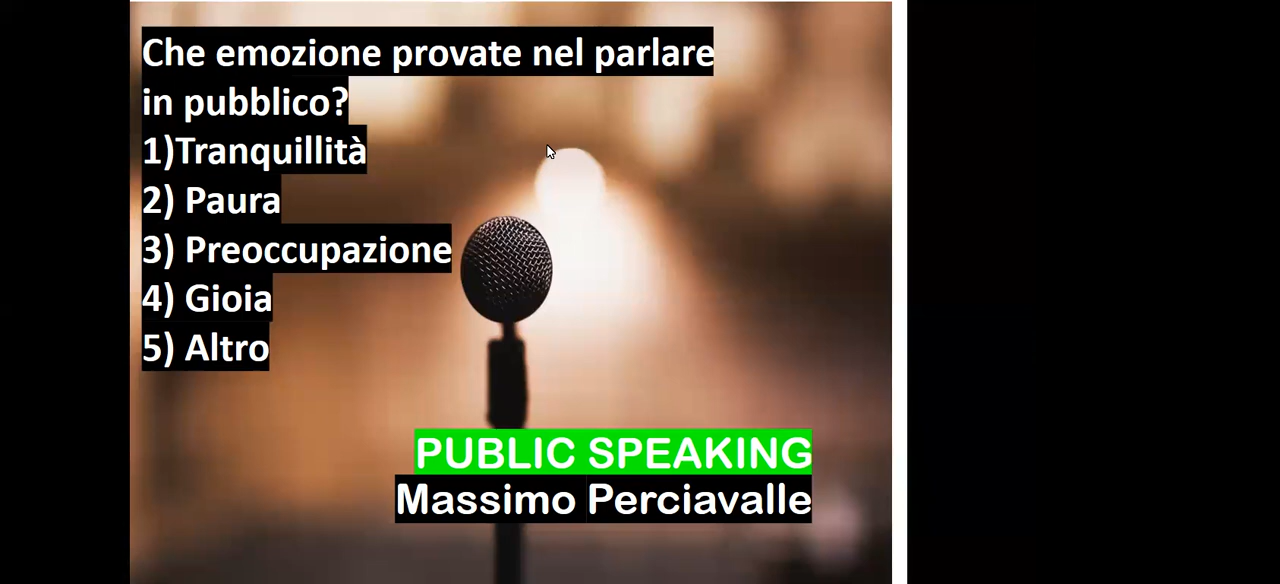 Che emozione provate nel parlare
in pubblico?
1)Tranquillità
2) Paura
3) Preoccupazione
4) Gioia
5) Altro
PUBLIC SPEAKING
Massimo Perciavalle